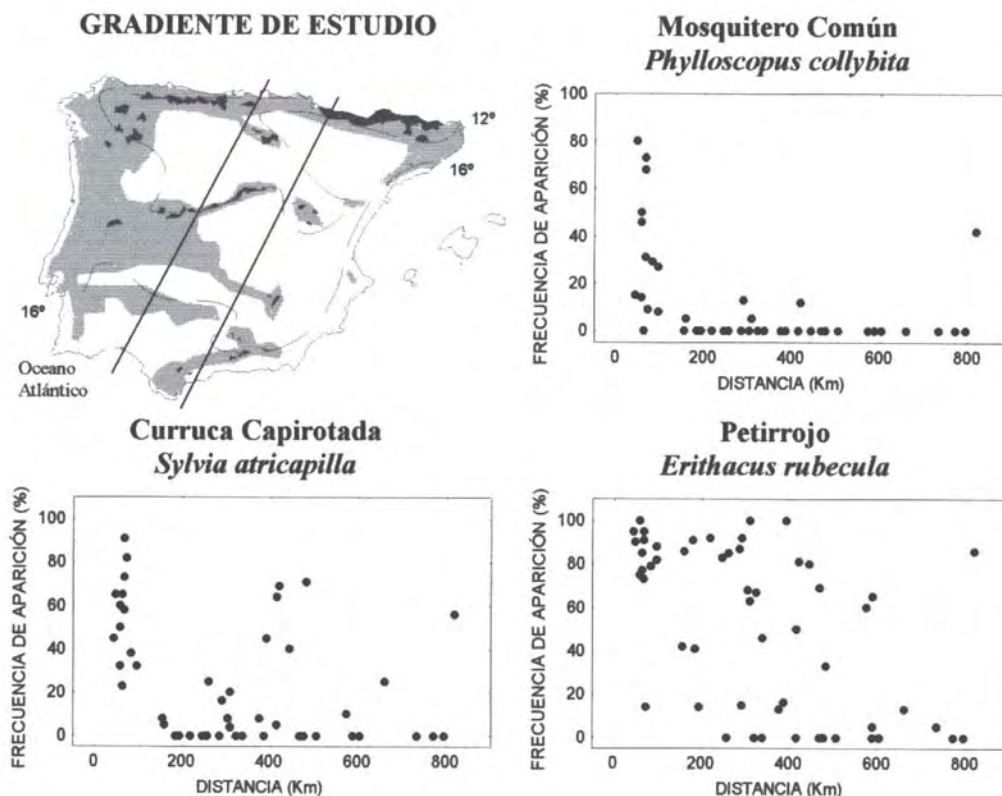 GRADIENTE DE ESTUDIO
12º
16º
16º
Oceano
Atlántico
Mosquitero Común
Phylloscopus collybita
FRECUENCIA DE APARICIÓN (%)
100
80
60
40
20
0
0 200 400 600 800
DISTANCIA (Km)
Curruca Capirotada
Sylvia atricapilla
FRECUENCIA DE APARICIÓN (%)
100
80
60
40
20
0
0 200 400 600 800
DISTANCIA (Km)
Petirrojo
Erithacus rubecula
FRECUENCIA DE APARICIÓN (%)
100
80
60
40
20
0
0 200 400 600 800
DISTANCIA (Km)